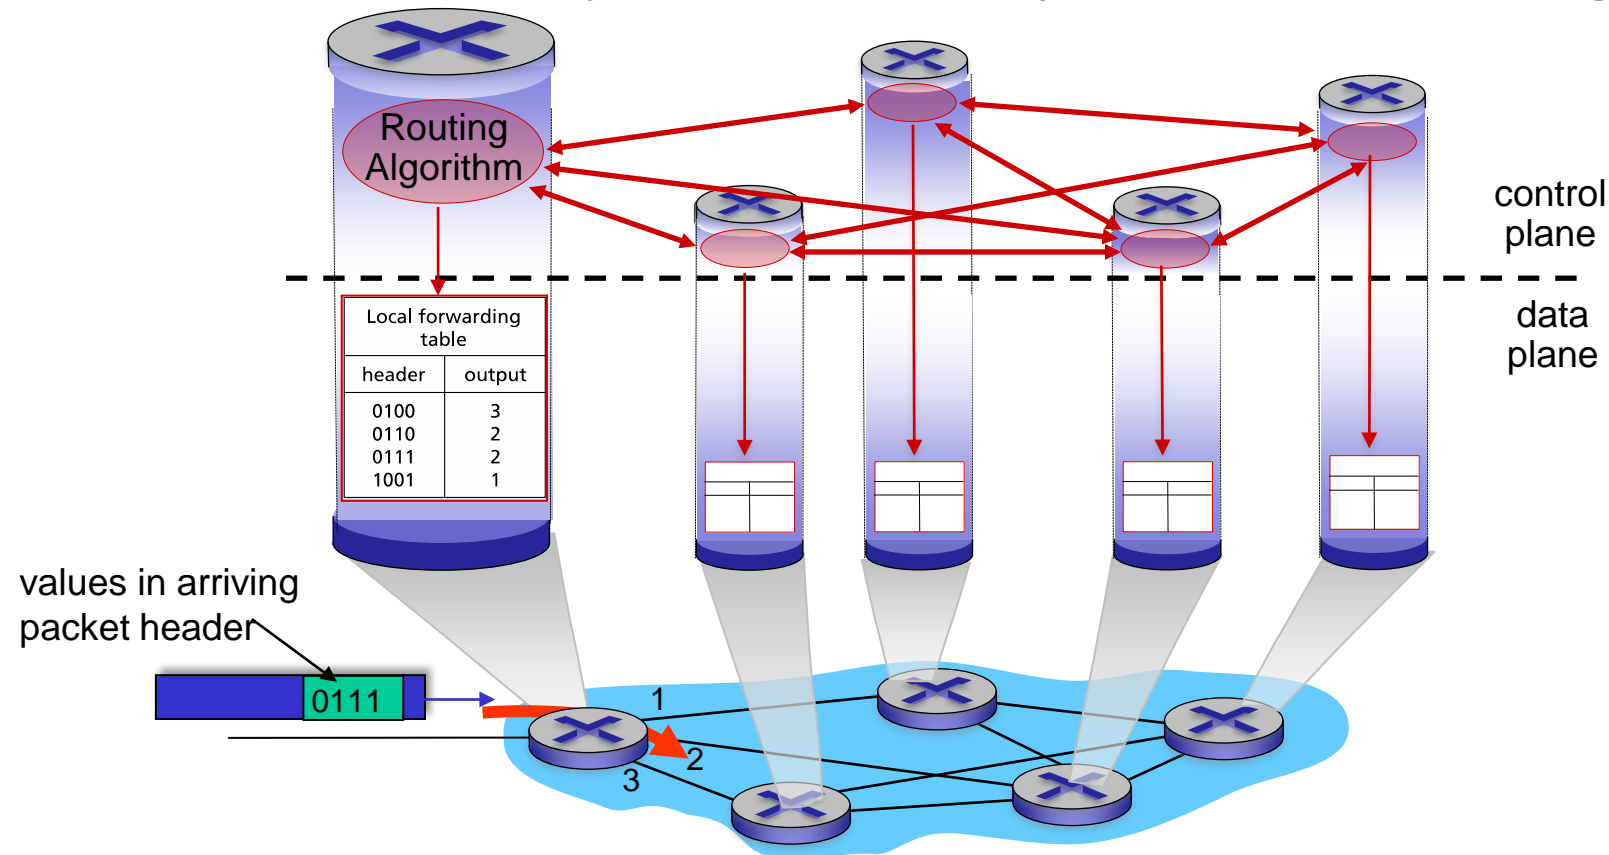 Routing
Algorithm
control
plane
data
plane
Local forwarding
table
header output
0100 3
0110 2
0111 2
1001 1
values in arriving
packet header
0111
1
2
3